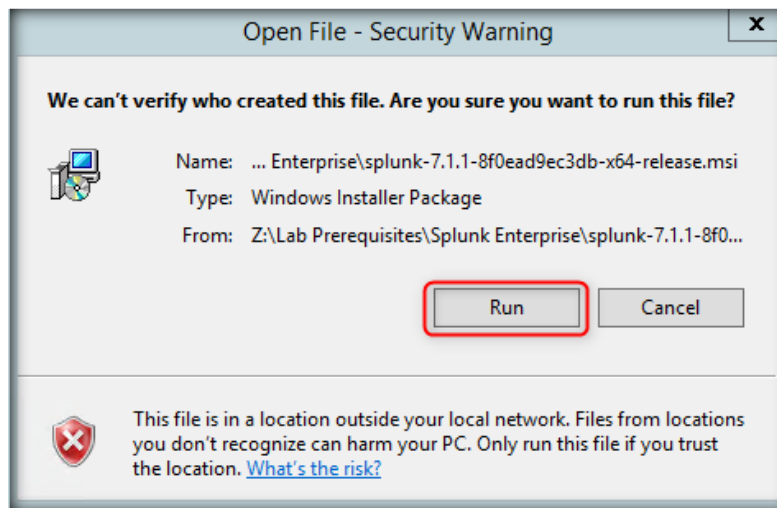 Open File - Security Warning
x
We can't verify who created this file. Are you sure you want to run this file?
Name: ... Enterprise\splunk-7.1.1-8f0ead9ec3db-x64-release.msi
Type: Windows Installer Package
From: Z:\Lab Prerequisites\Splunk Enterprise\splunk-7.1.1-8f0...
Run Cancel
This file is in a location outside your local network. Files from locations
you don't recognize can harm your PC. Only run this file if you trust
the location. What's the risk?